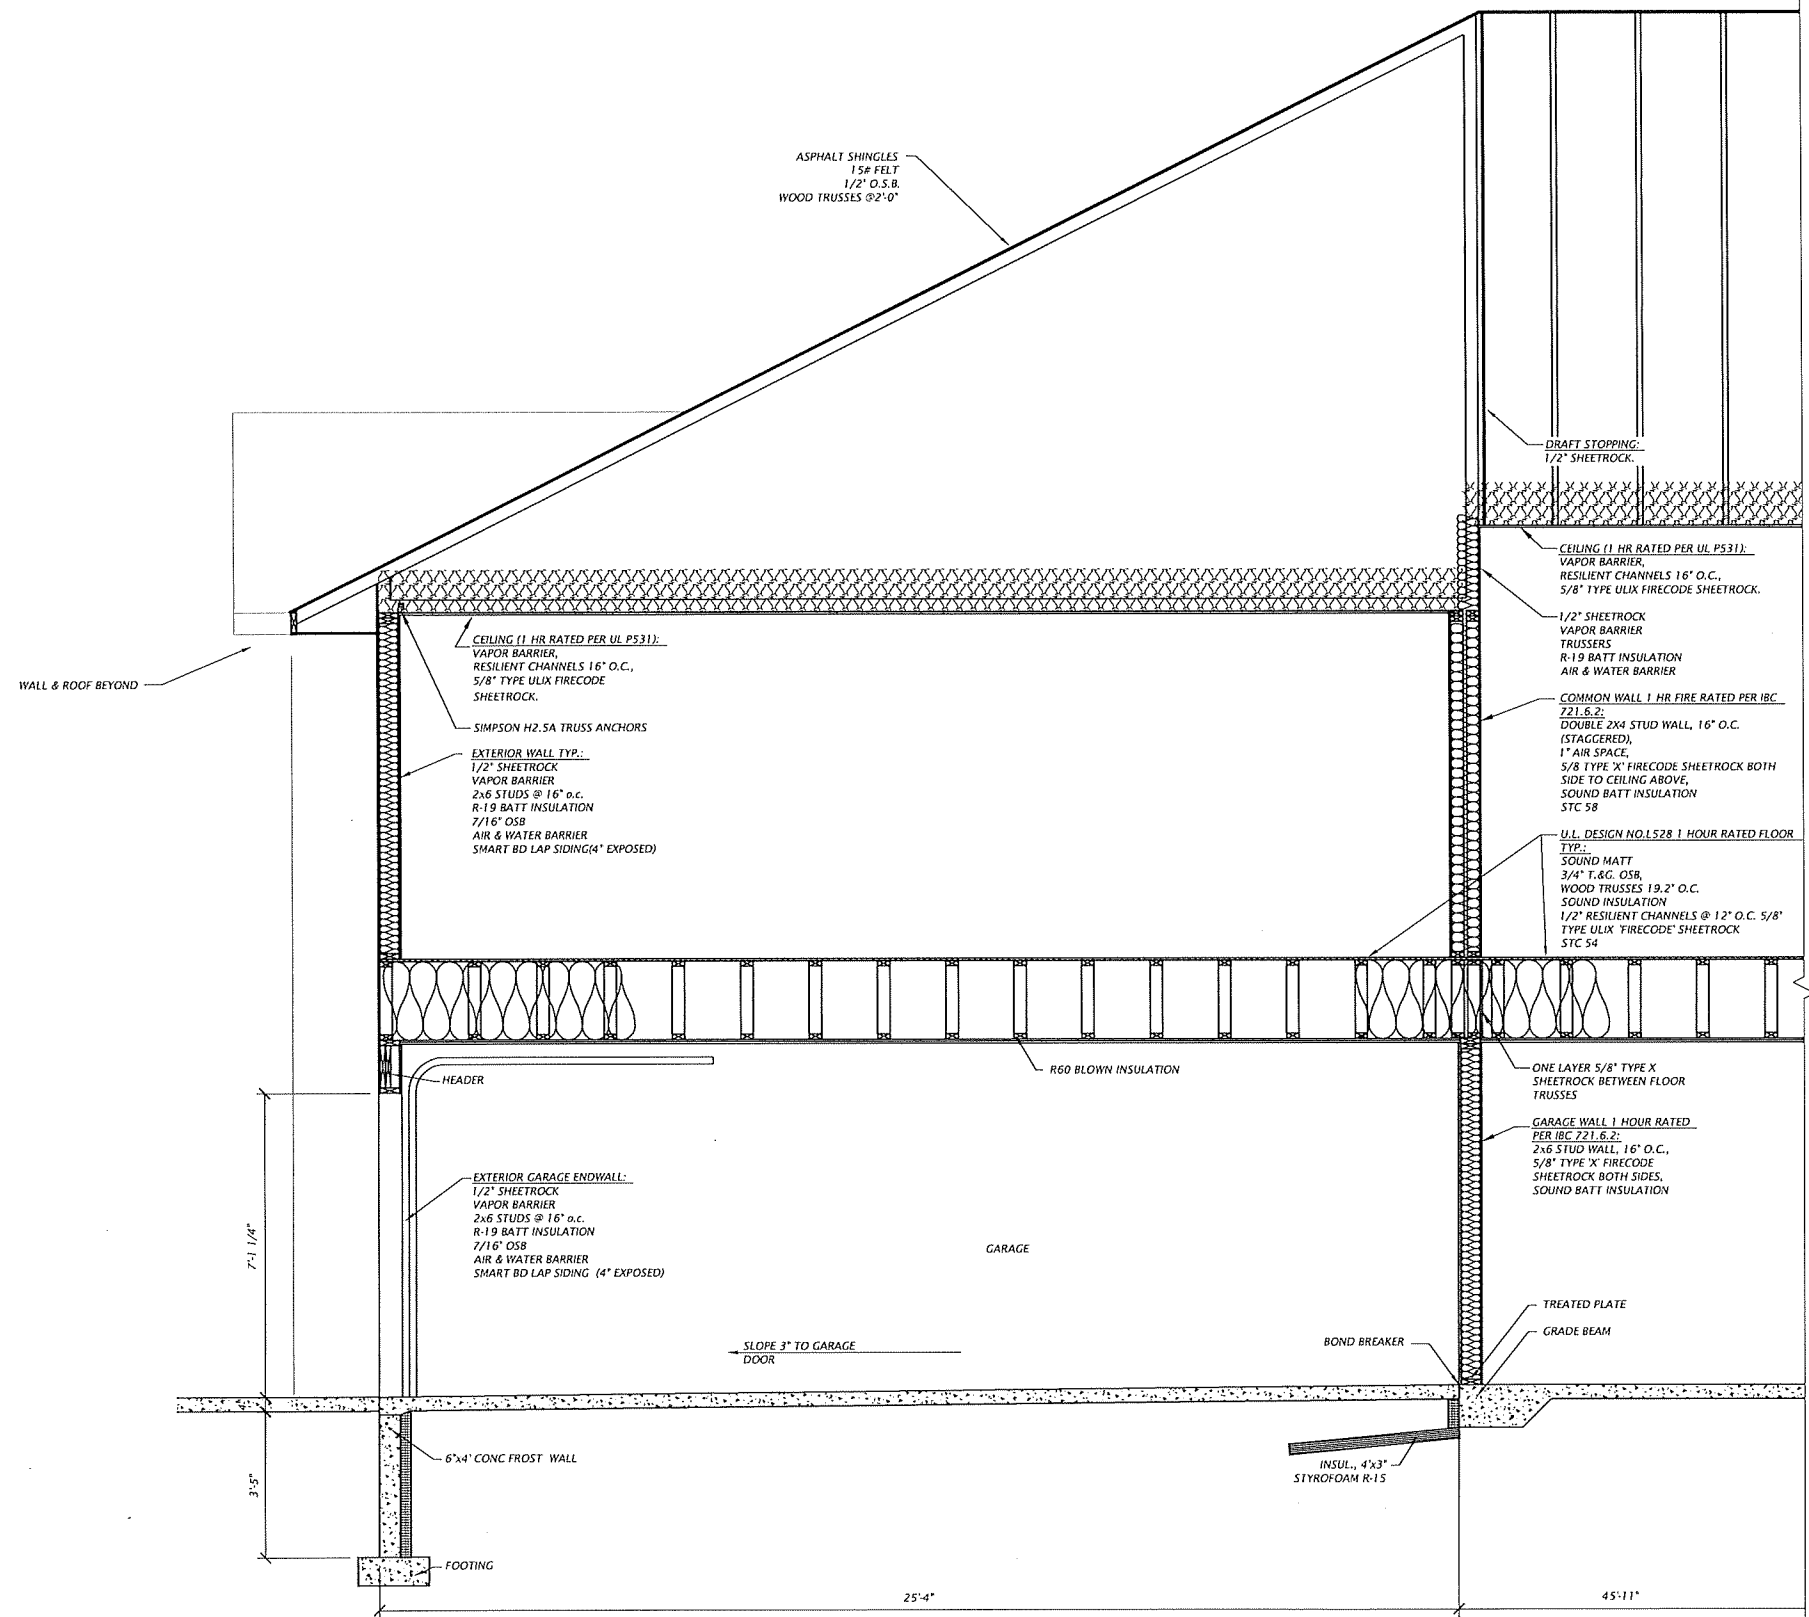 ASPHALT SHINGLES
15# FELT
1/2" O.S.B.
WOOD TRUSSES @2'-0"
DRAFT STOPPING:
1/2" SHEETROCK.
CEILING (1 HR RATED PER UL P531):
VAPOR BARRIER,
RESILIENT CHANNELS 16" O.C.,
5/8" TYPE ULIX FIRECODE SHEETROCK.
1/2" SHEETROCK
VAPOR BARRIER
TRUSSERS
R-19 BATT INSULATION
AIR & WATER BARRIER
WALL & ROOF BEYOND
CEILING (1 HR RATED PER UL P531):
VAPOR BARRIER,
RESILIENT CHANNELS 16" O.C.,
5/8" TYPE ULIX FIRECODE
SHEETROCK.
SIMPSON H2.5A TRUSS ANCHORS
EXTERIOR WALL TYP.:
1/2" SHEETROCK
VAPOR BARRIER
2x6 STUDS @ 16" o.c.
R-19 BATT INSULATION
7/16" OSB
AIR & WATER BARRIER
SMART BD LAP SIDING(4" EXPOSED)
COMMON WALL 1 HR FIRE RATED PER IBC
721.6.2:
DOUBLE 2X4 STUD WALL, 16" O.C.
(STAGGERED),
1" AIR SPACE,
5/8 TYPE 'X' FIRECODE SHEETROCK BOTH
SIDE TO CEILING ABOVE,
SOUND BATT INSULATION
STC 58
U.L. DESIGN NO.L528 1 HOUR RATED FLOOR
TYP.:
SOUND MATT
3/4" T.&G. OSB,
WOOD TRUSSES 19.2" O.C.
SOUND INSULATION
1/2" RESILIENT CHANNELS @ 12" O.C. 5/8"
TYPE ULIX 'FIRECODE' SHEETROCK
STC 54
HEADER
R60 BLOWN INSULATION
ONE LAYER 5/8" TYPE X
SHEETROCK BETWEEN FLOOR
TRUSSES
GARAGE WALL 1 HOUR RATED
PER IBC 721.6.2:
2x6 STUD WALL, 16" O.C.,
5/8" TYPE 'X' FIRECODE
SHEETROCK BOTH SIDES,
SOUND BATT INSULATION
EXTERIOR GARAGE ENDWALL:
1/2" SHEETROCK
VAPOR BARRIER
2x6 STUDS @ 16" o.c.
R-19 BATT INSULATION
7/16" OSB
AIR & WATER BARRIER
SMART BD LAP SIDING (4" EXPOSED)
7'-1 1/4"
GARAGE
SLOPE 3" TO GARAGE
DOOR
BOND BREAKER
TREATED PLATE
GRADE BEAM
4"
6"x4' CONC FROST WALL
3'-5"
INSUL., 4'x3"
STYROFOAM R-15
FOOTING
25'-4"
45'-11"